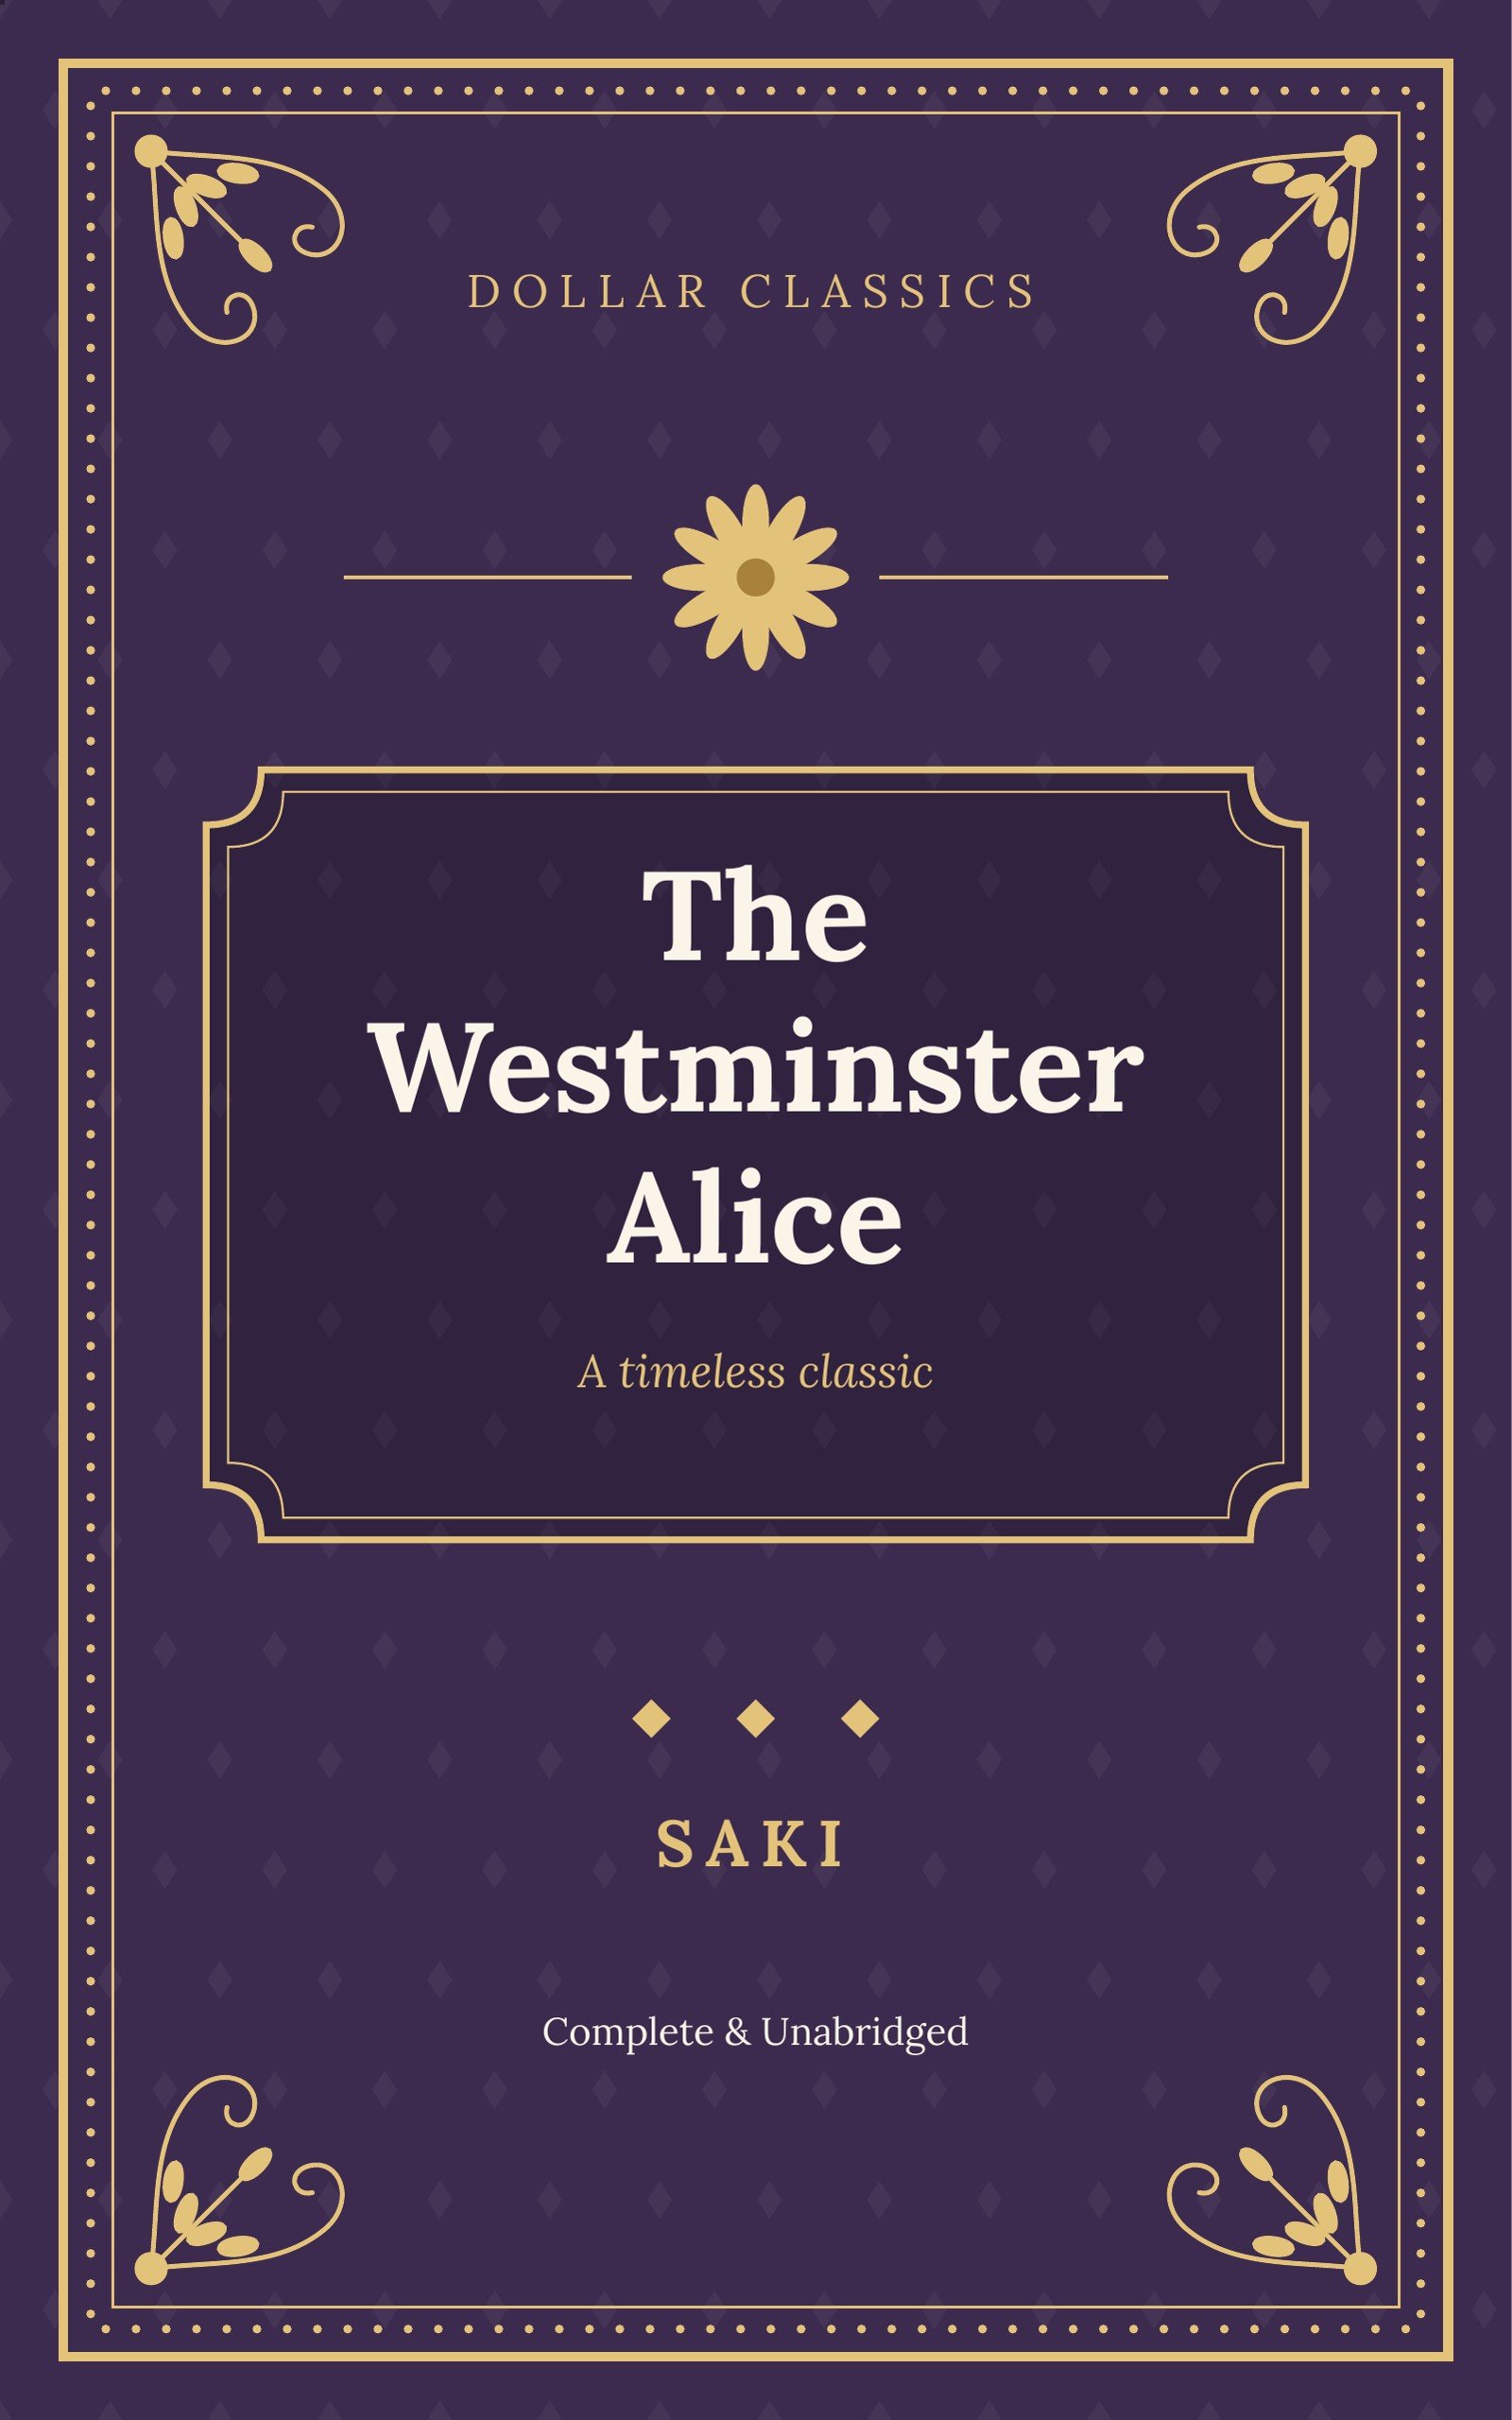 DOLLAR CLASSICS
The
Westminster
Alice
A timeless classic
SAKI
Complete & Unabridged